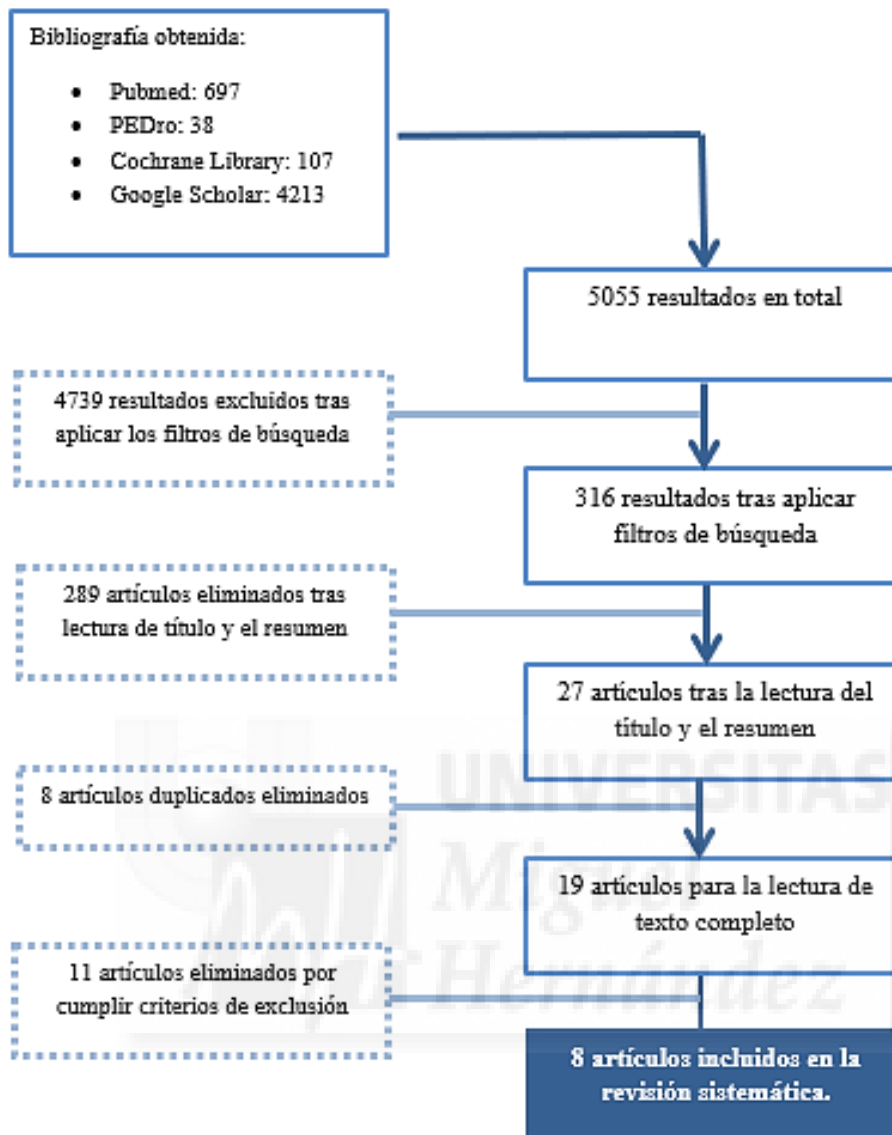 Bibliografía obtenida:
• Pubmed: 697
• PEDro: 38
• Cochrane Library: 107
• Google Scholar: 4213
5055 resultados en total
4739 resultados excluidos tras
aplicar los filtros de búsqueda
316 resultados tras aplicar
filtros de búsqueda
289 artículos eliminados tras
lectura de título y el resumen
27 artículos tras la lectura del
título y el resumen
UNIVERSITAS
Miguel
Hernández
8 artículos duplicados eliminados
19 artículos para la lectura de
texto completo
11 artículos eliminados por
cumplir criterios de exclusión
8 artículos incluidos en la
revisión sistemática.